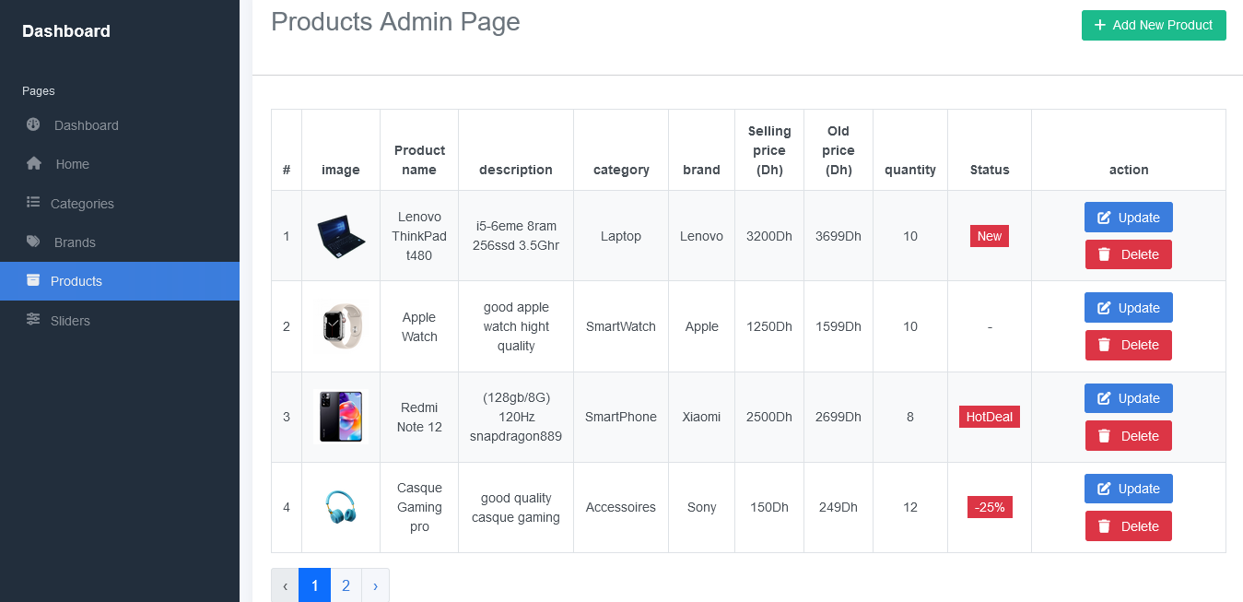 Dashboard
Products Admin Page
Add New Product
Pages
Dashboard
Home
Categories
Brands
Products
Sliders
# image Product name description category brand Selling price (Dh) Old price (Dh) quantity Status action
1 Lenovo ThinkPad t480 i5-6eme 8ram 256ssd 3.5Ghr Laptop Lenovo 3200Dh 3699Dh 10 New Update Delete
2 Apple Watch good apple watch hight quality SmartWatch Apple 1250Dh 1599Dh 10 - Update Delete
3 Redmi Note 12 (128gb/8G) 120Hz snapdragon889 SmartPhone Xiaomi 2500Dh 2699Dh 8 HotDeal Update Delete
4 Casque Gaming pro good quality casque gaming Accessoires Sony 150Dh 249Dh 12 -25% Update Delete
‹ 1 2 ›